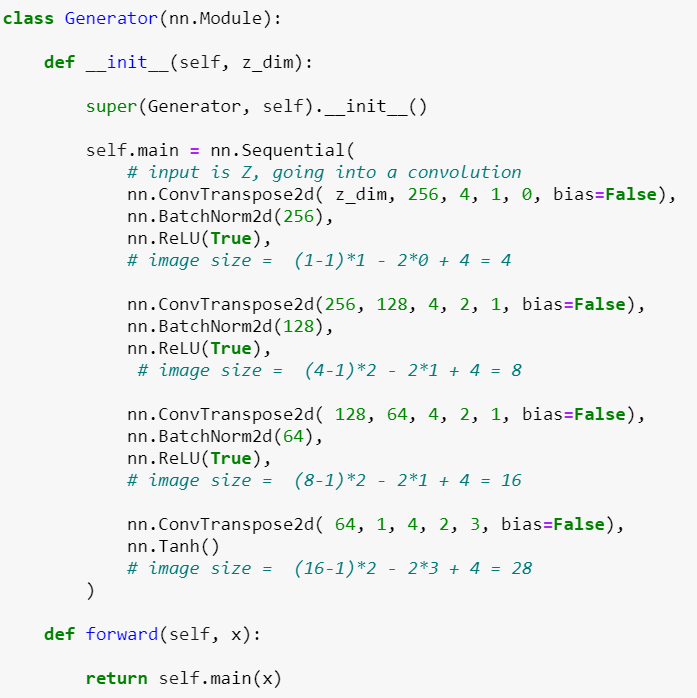 class Generator(nn.Module):
    def __init__(self, z_dim):
        super(Generator, self).__init__()
        self.main = nn.Sequential(
            # input is Z, going into a convolution
            nn.ConvTranspose2d( z_dim, 256, 4, 1, 0, bias=False),
            nn.BatchNorm2d(256),
            nn.ReLU(True),
            # image size =  (1-1)*1 - 2*0 + 4 = 4
            nn.ConvTranspose2d(256, 128, 4, 2, 1, bias=False),
            nn.BatchNorm2d(128),
            nn.ReLU(True),
             # image size =  (4-1)*2 - 2*1 + 4 = 8
            nn.ConvTranspose2d( 128, 64, 4, 2, 1, bias=False),
            nn.BatchNorm2d(64),
            nn.ReLU(True),
            # image size =  (8-1)*2 - 2*1 + 4 = 16
            nn.ConvTranspose2d( 64, 1, 4, 2, 3, bias=False),
            nn.Tanh()
            # image size =  (16-1)*2 - 2*3 + 4 = 28
        )
    def forward(self, x):
        return self.main(x)